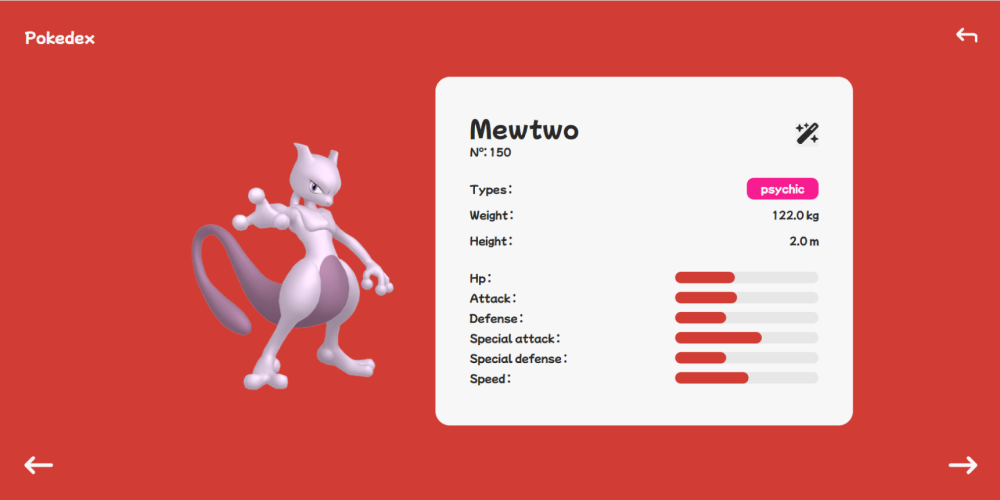 Pokedex
Mewtwo
Nº: 150
Types: psychic
Weight: 122.0 kg
Height: 2.0 m
Hp:
Attack:
Defense:
Special attack:
Special defense:
Speed: